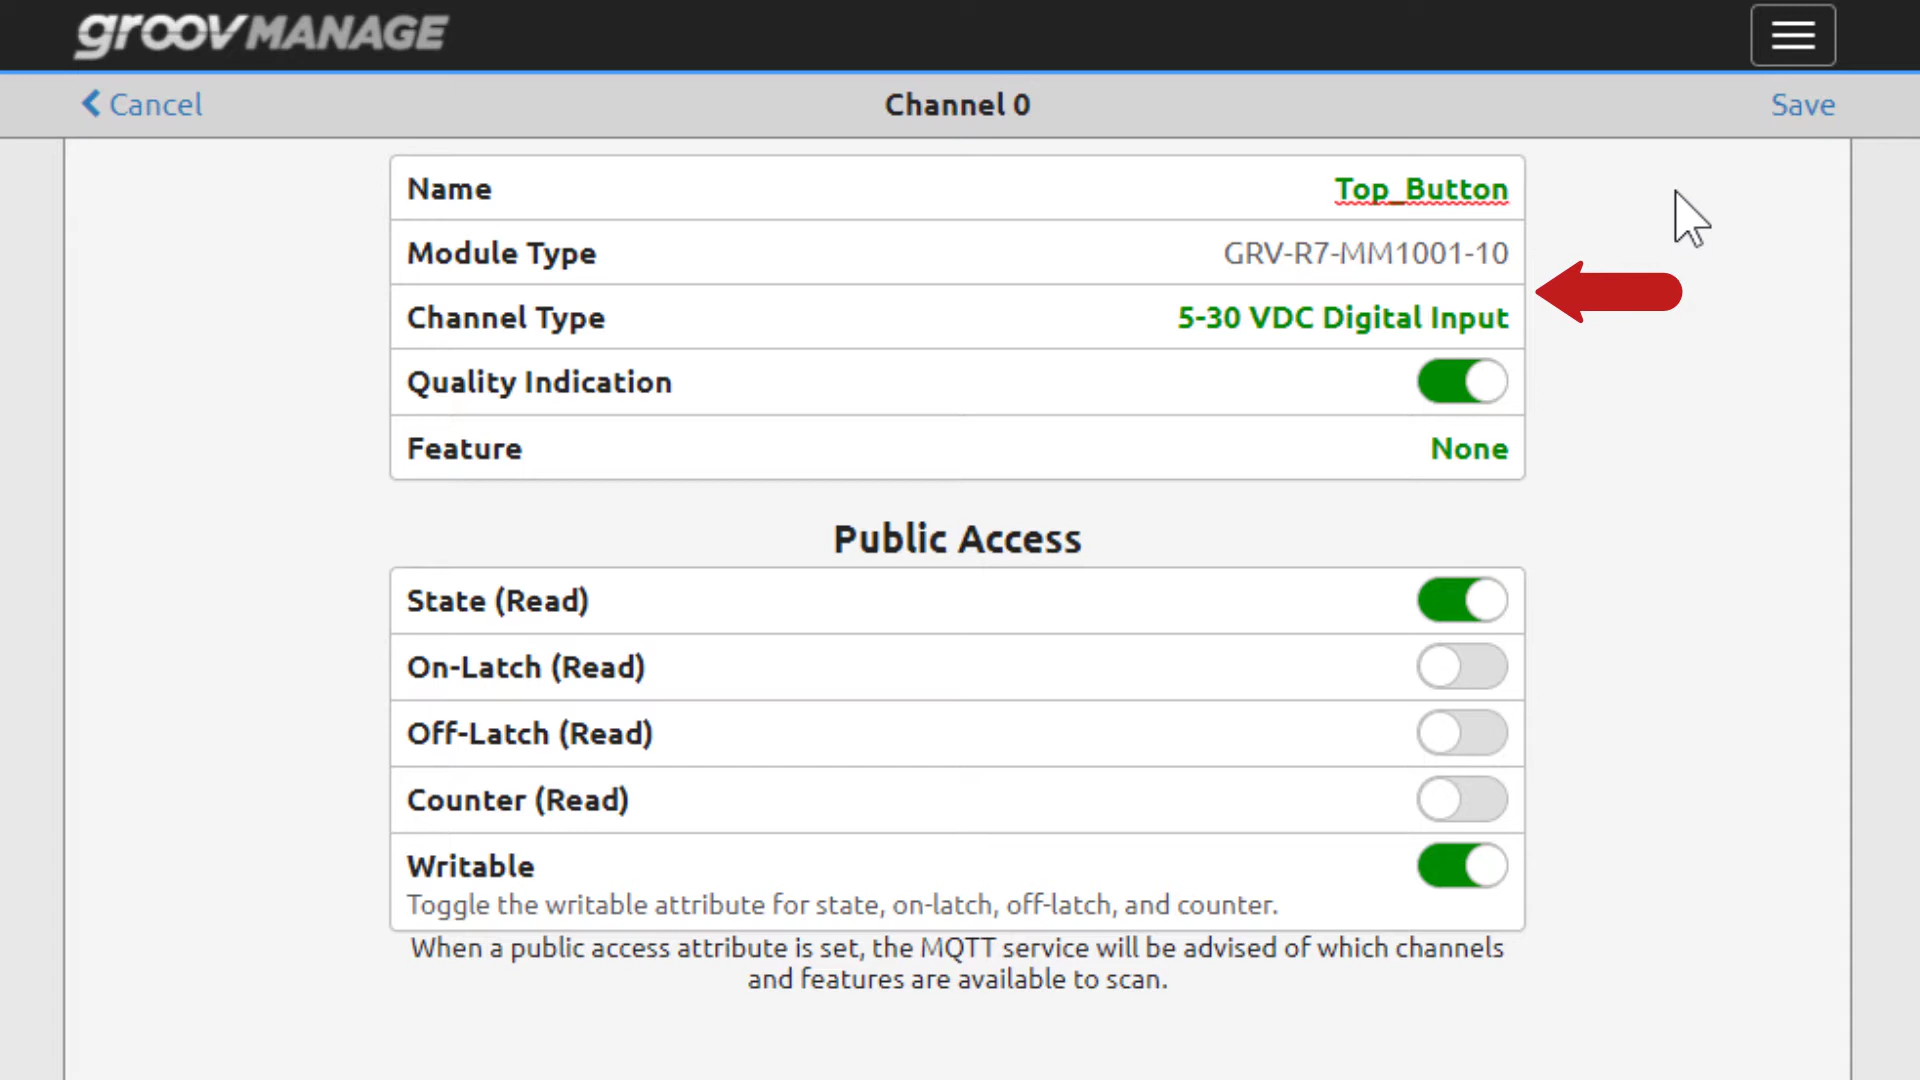 groovMANAGE
Cancel
Channel 0
Save
Name
Top_Button
Module Type
GRV-R7-MM1001-10
Channel Type
5-30 VDC Digital Input
Quality Indication
Feature
None
Public Access
State (Read)
On-Latch (Read)
Off-Latch (Read)
Counter (Read)
Writable
Toggle the writable attribute for state, on-latch, off-latch, and counter.
When a public access attribute is set, the MQTT service will be advised of which channels
and features are available to scan.